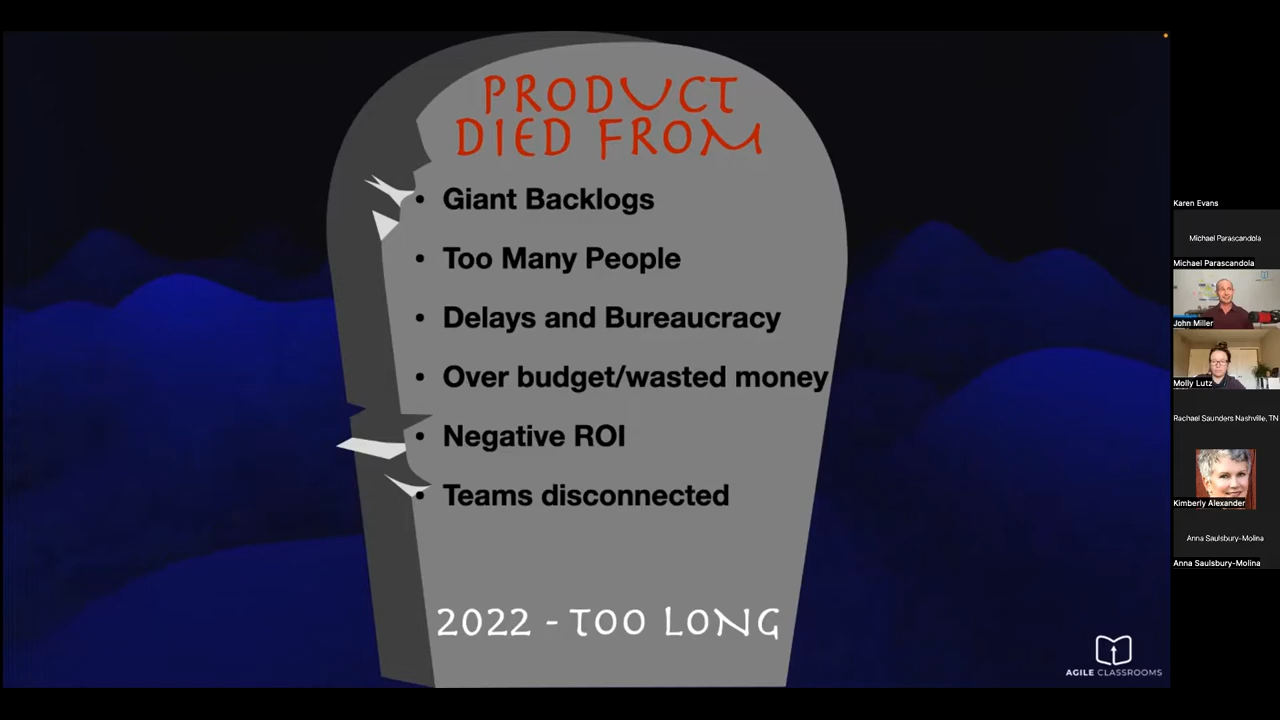 PRODUCT
DIED FROM
• Giant Backlogs
• Too Many People
• Delays and Bureaucracy
• Over budget/wasted money
• Negative ROI
• Teams disconnected
2022 - TOO LONG
AGILE CLASSROOMS
Karen Evans
Michael Parascandola
Michael Parascandola
John Miller
Molly Lutz
Rachael Saunders Nashville, TN
Kimberly Alexander
Anna Saulsbury-Molina
Anna Saulsbury-Molina